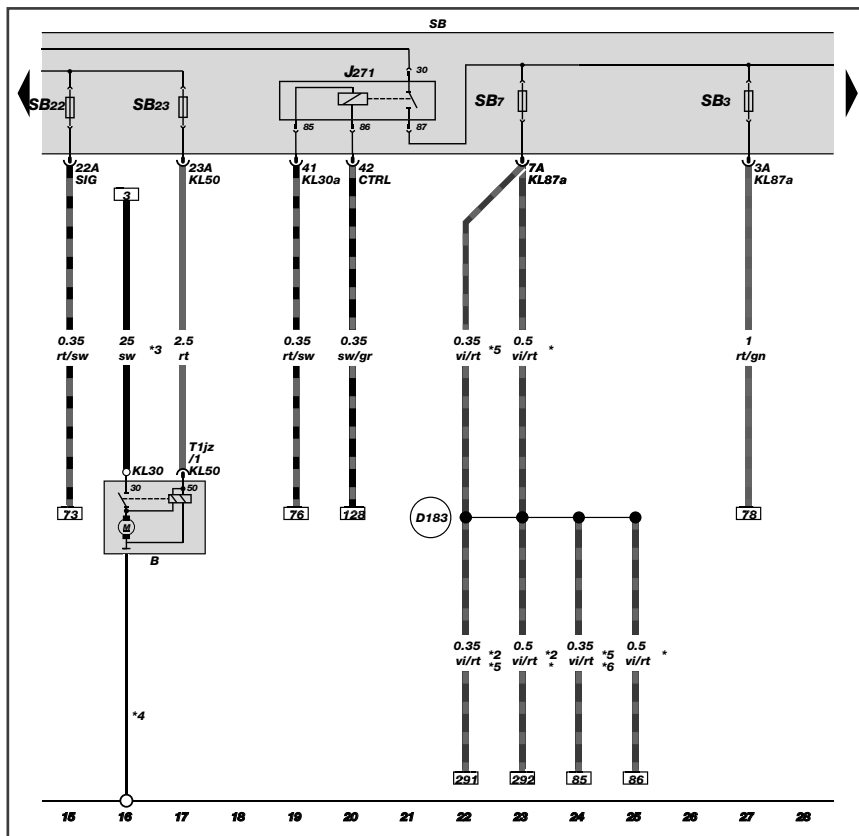 SB
J271
30
SB22
SB23
SB7
SB3
85
86
87
22A
SIG
23A
KL50
41
KL30a
42
CTRL
7A
KL87a
3A
KL87a
3
0.35
rt/sw
25
sw
*3
2.5
rt
0.35
rt/sw
0.35
sw/gr
0.35
vi/rt
*5
0.5
vi/rt
*
1
rt/gn
T1jz
/1
KL30
KL50
30
50
M
B
73
76
128
D183
78
0.35
vi/rt
*2
*5
0.5
vi/rt
*2
*
0.35
vi/rt
*5
*6
0.5
vi/rt
*
*4
291
292
85
86
15 16 17 18 19 20 21 22 23 24 25 26 27 28